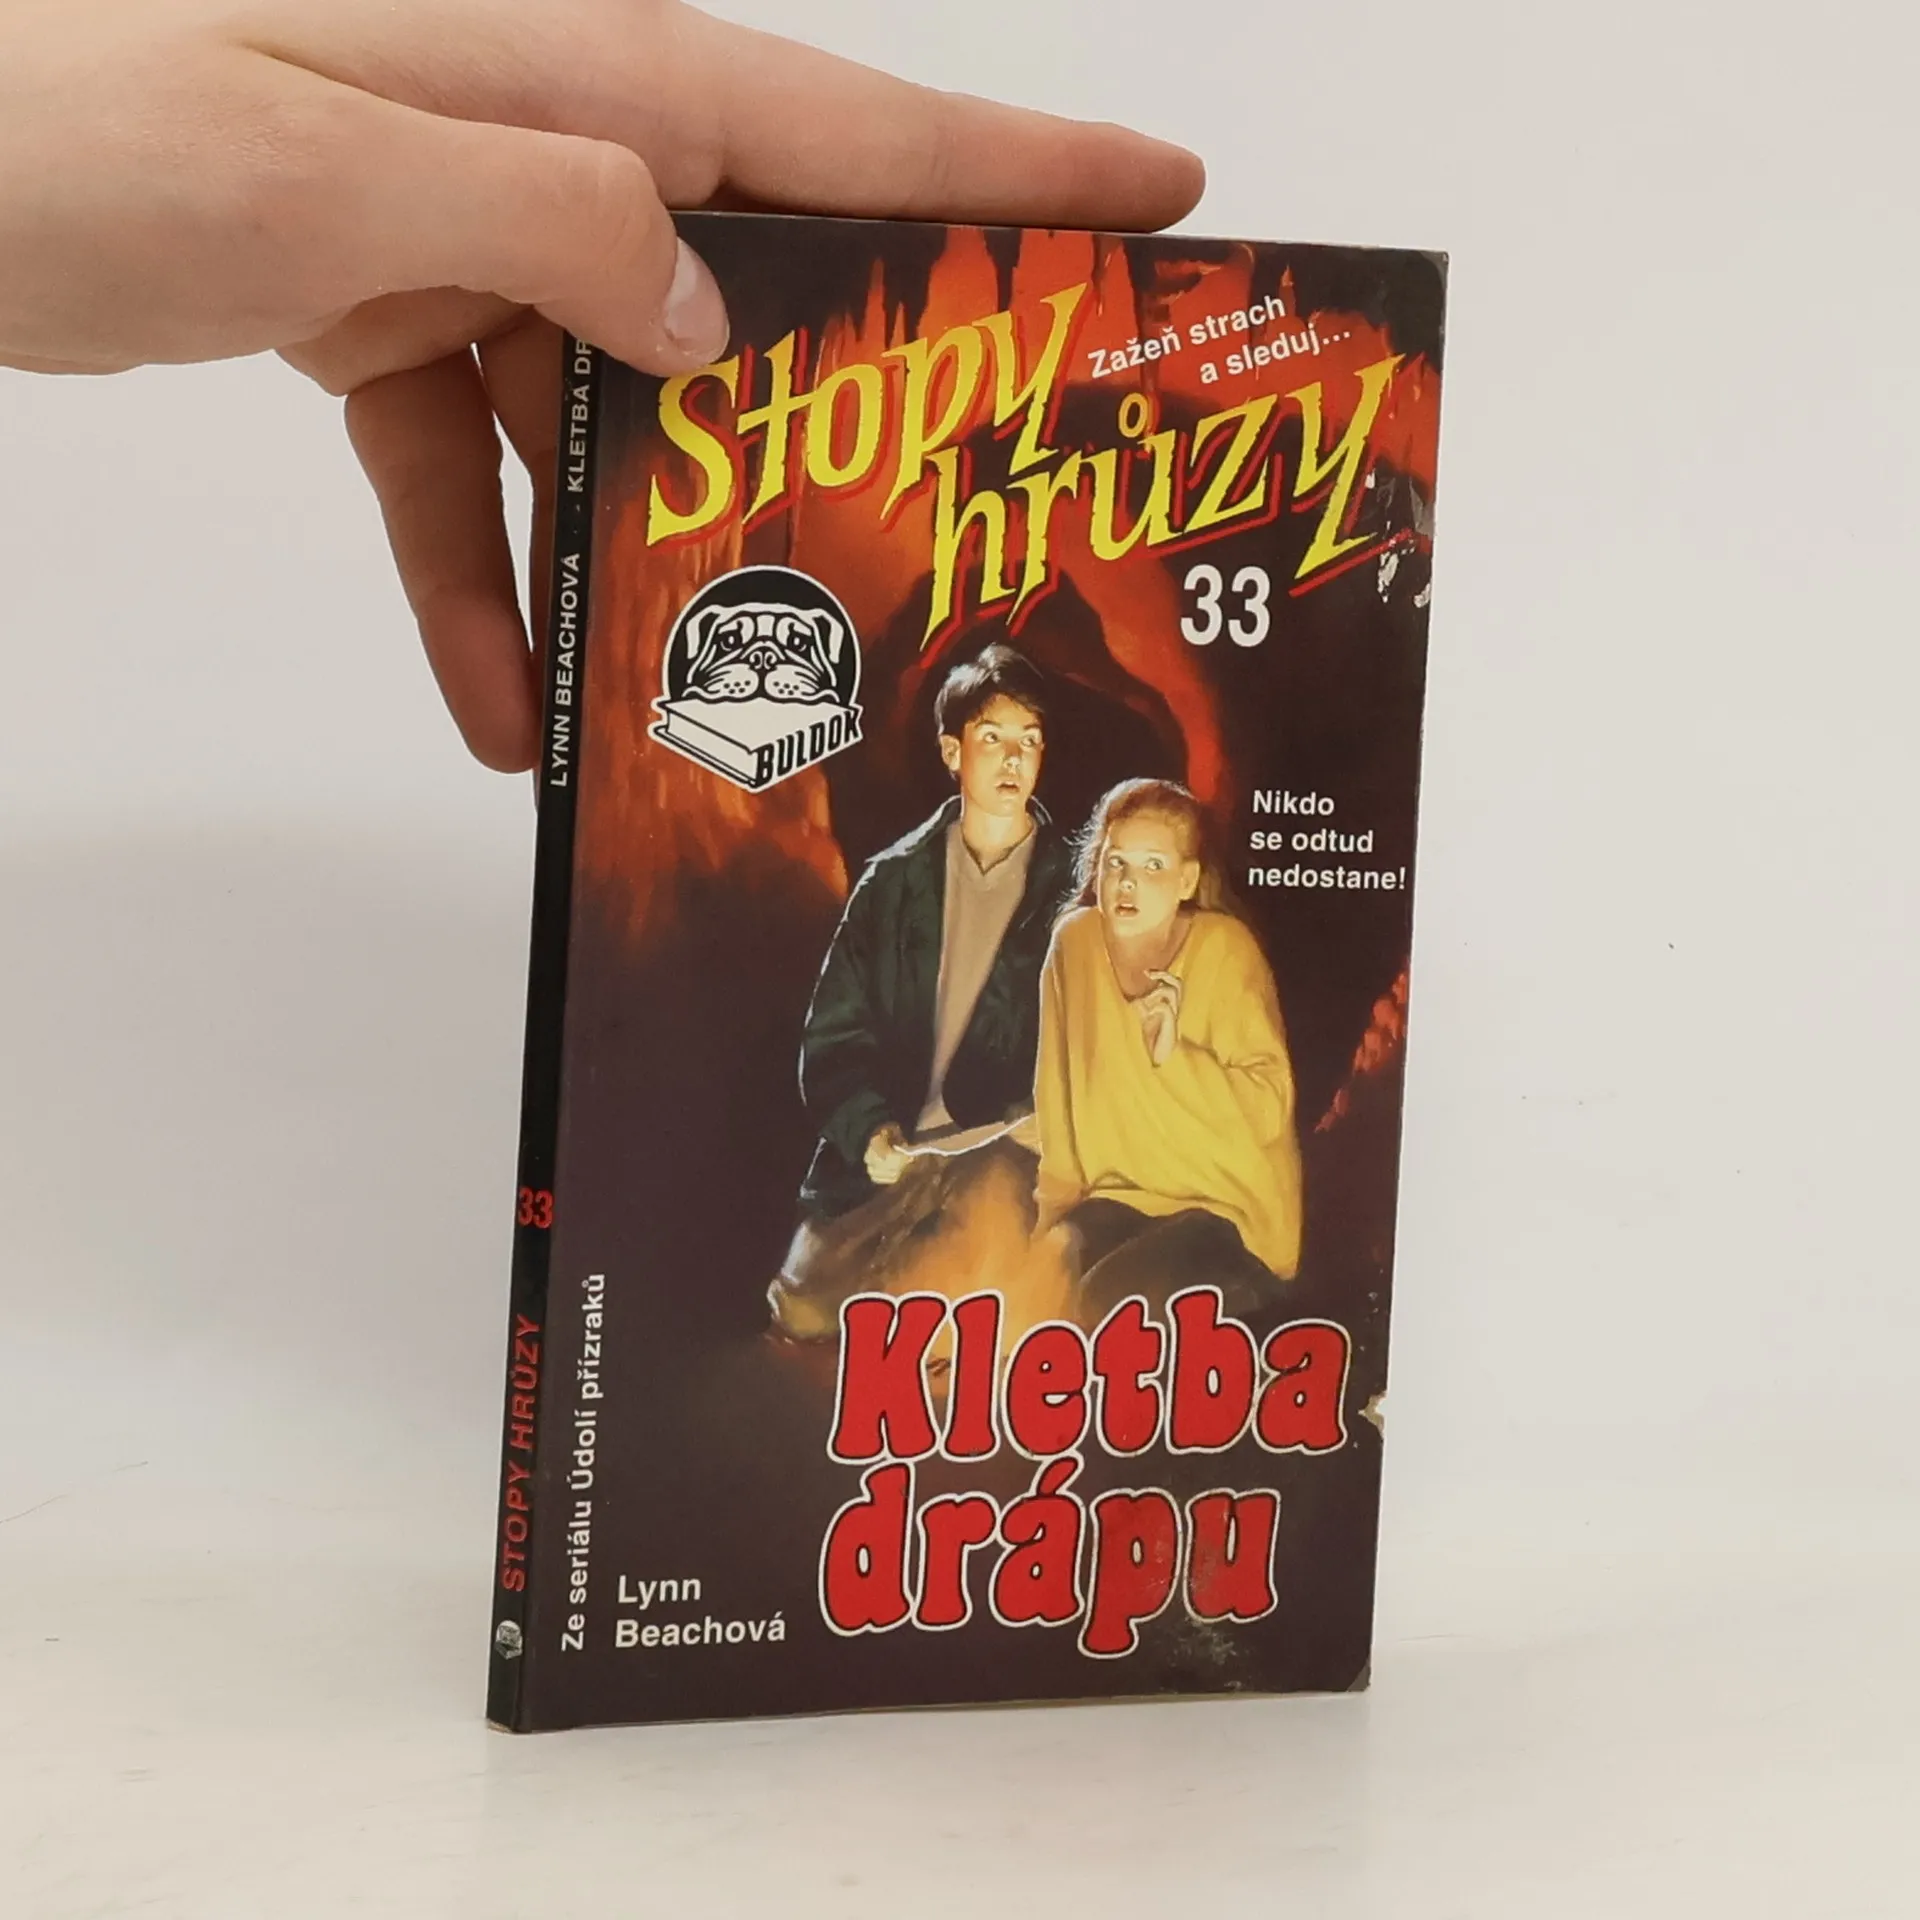 Zažeň strach
a sleduj...
Stopy
hrůzy
33
BULDOK
Nikdo
se odtud
nedostane!
Kletba
drápu
Lynn
Beachová
Ze seriálu Údolí přízraků
LYNN BEACHOVÁ · KLETBA
33
STOPY HRŮZY